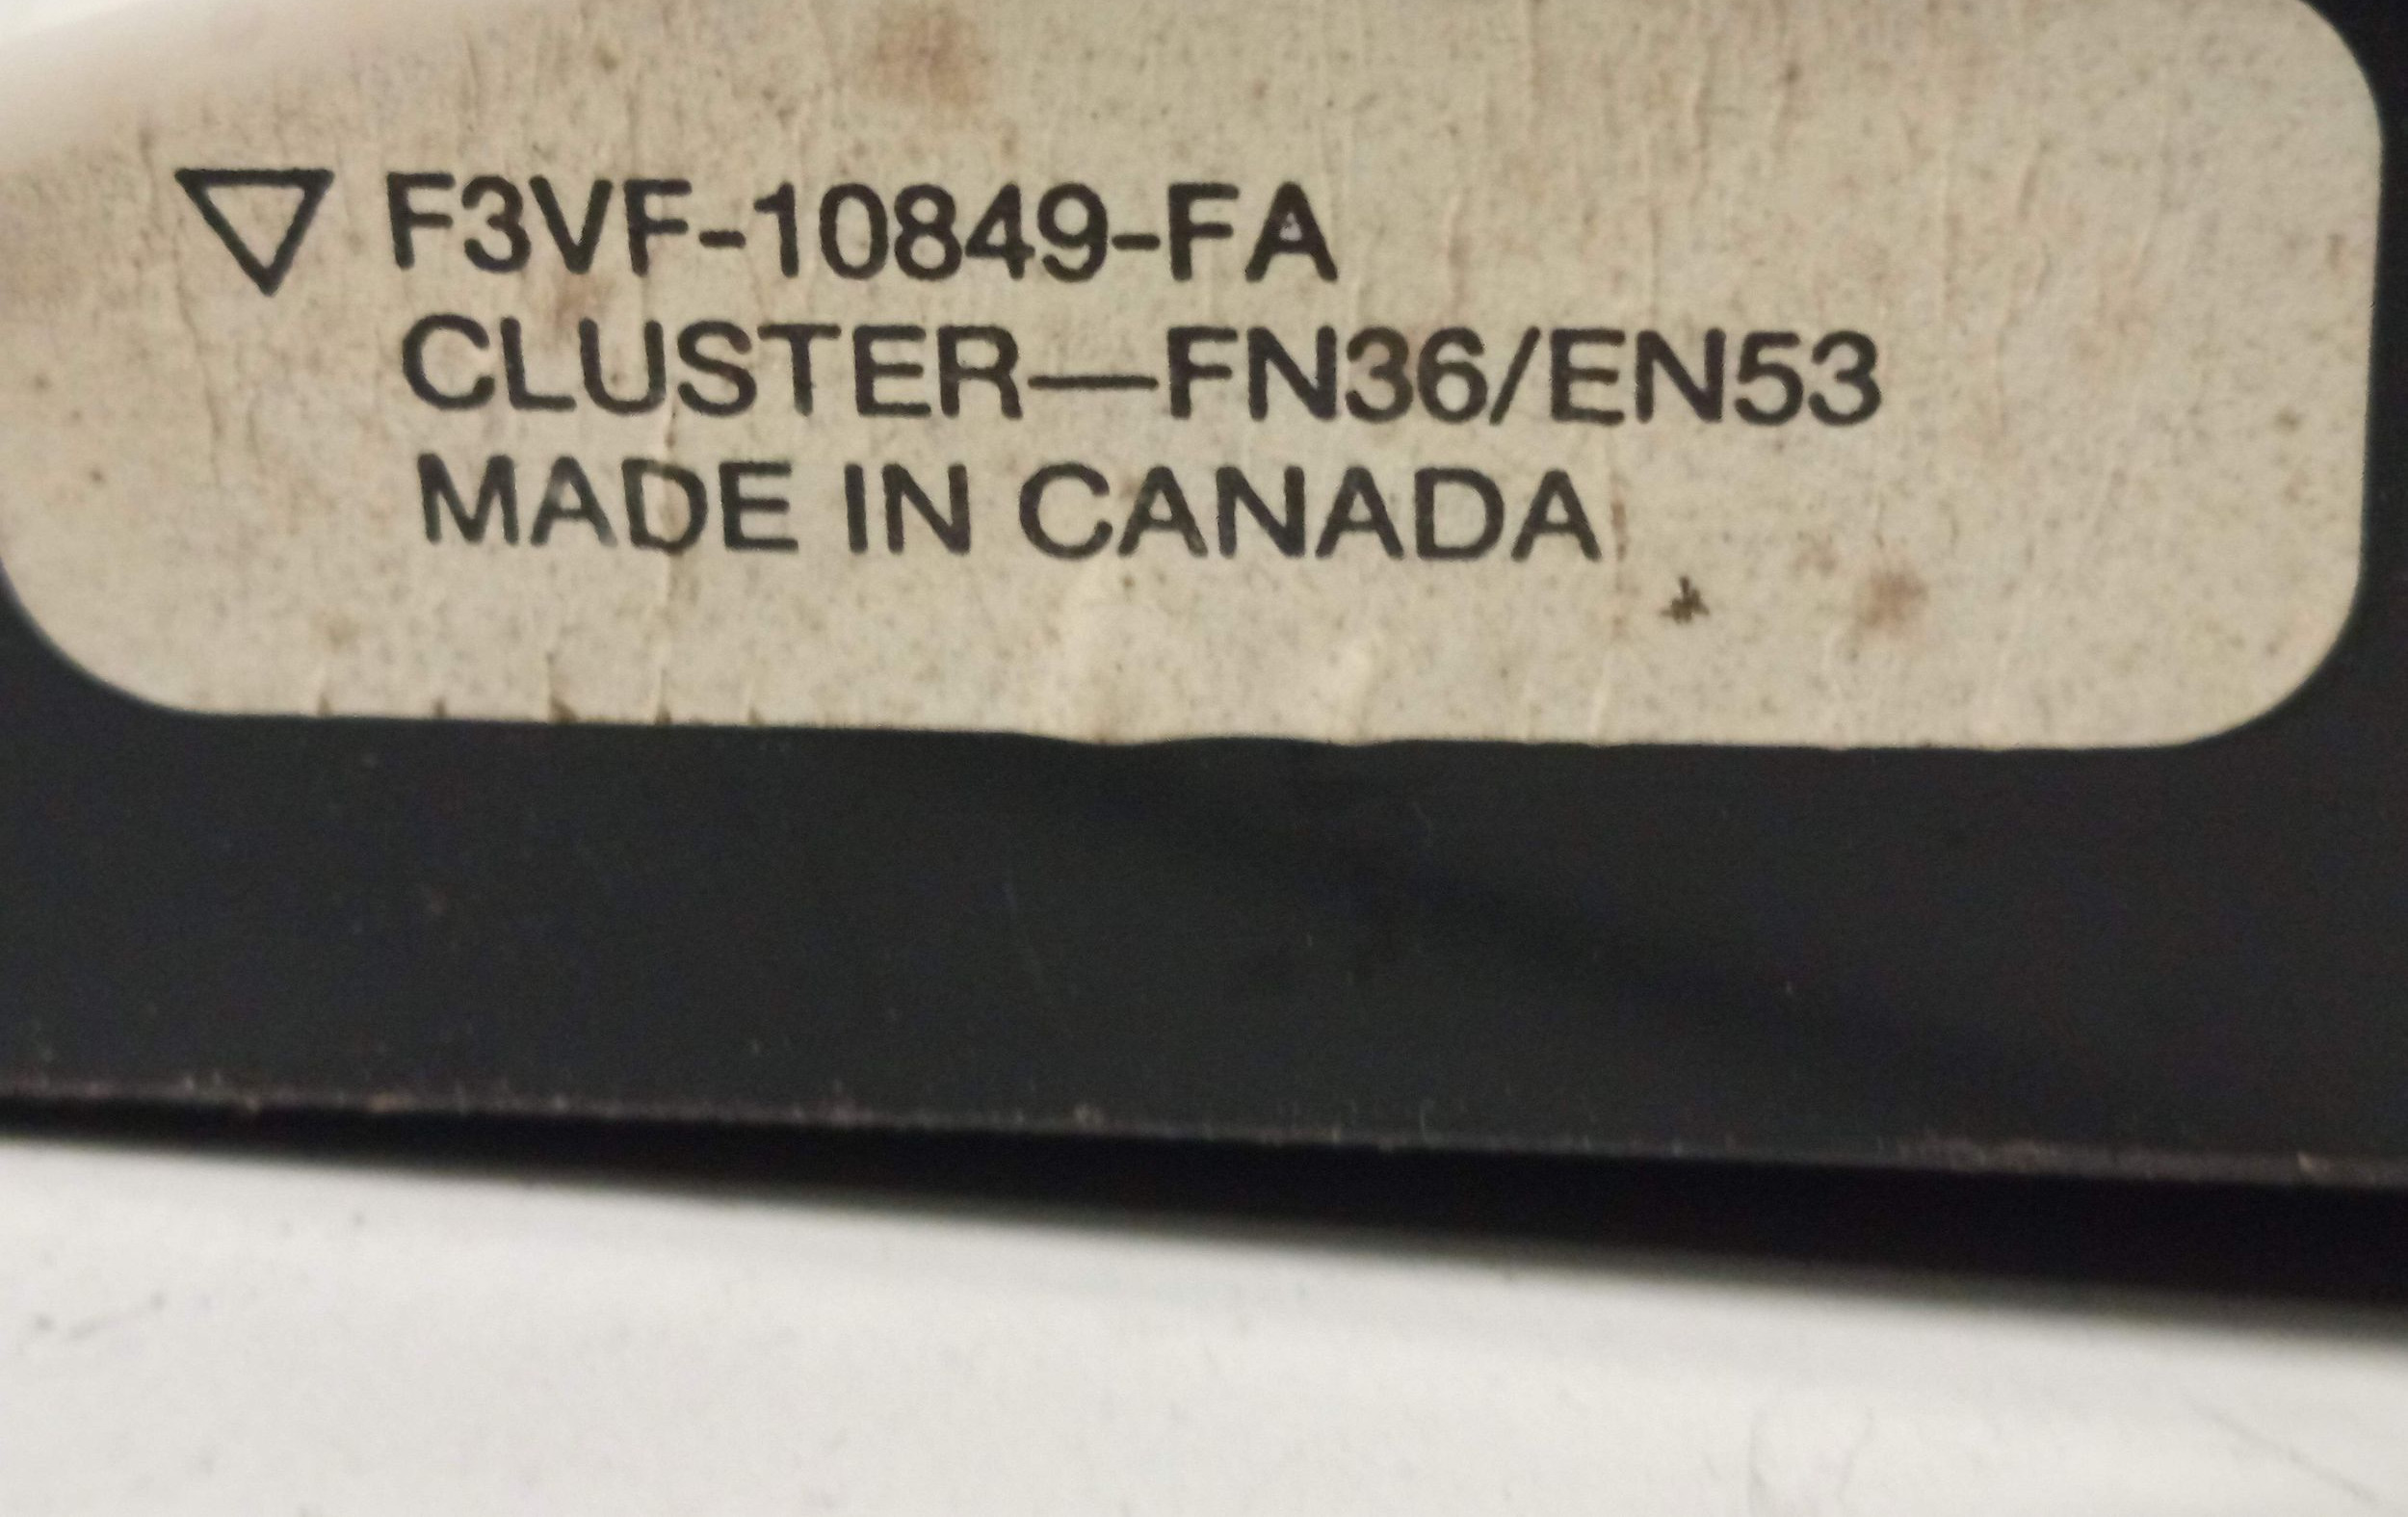 ▽ F3VF-10849-FA
CLUSTER—FN36/EN53
MADE IN CANADA